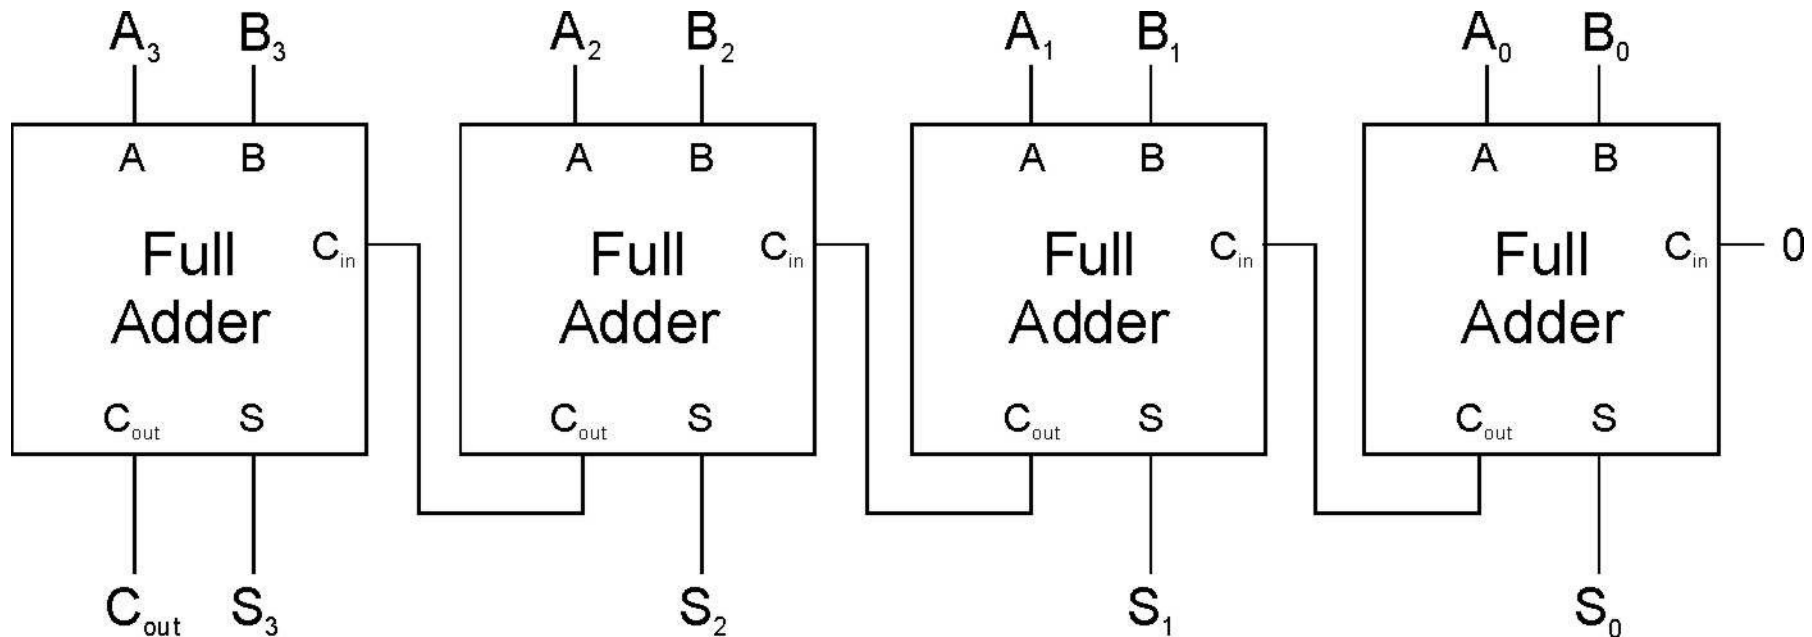 A₃ B₃ A₂ B₂ A₁ B₁ A₀ B₀
A B A B A B A B
Full Cᵢₙ Full Cᵢₙ Full Cᵢₙ Full Cᵢₙ 0
Adder Adder Adder Adder
Cout S Cout S Cout S Cout S
Cout S₃ S₂ S₁ S₀